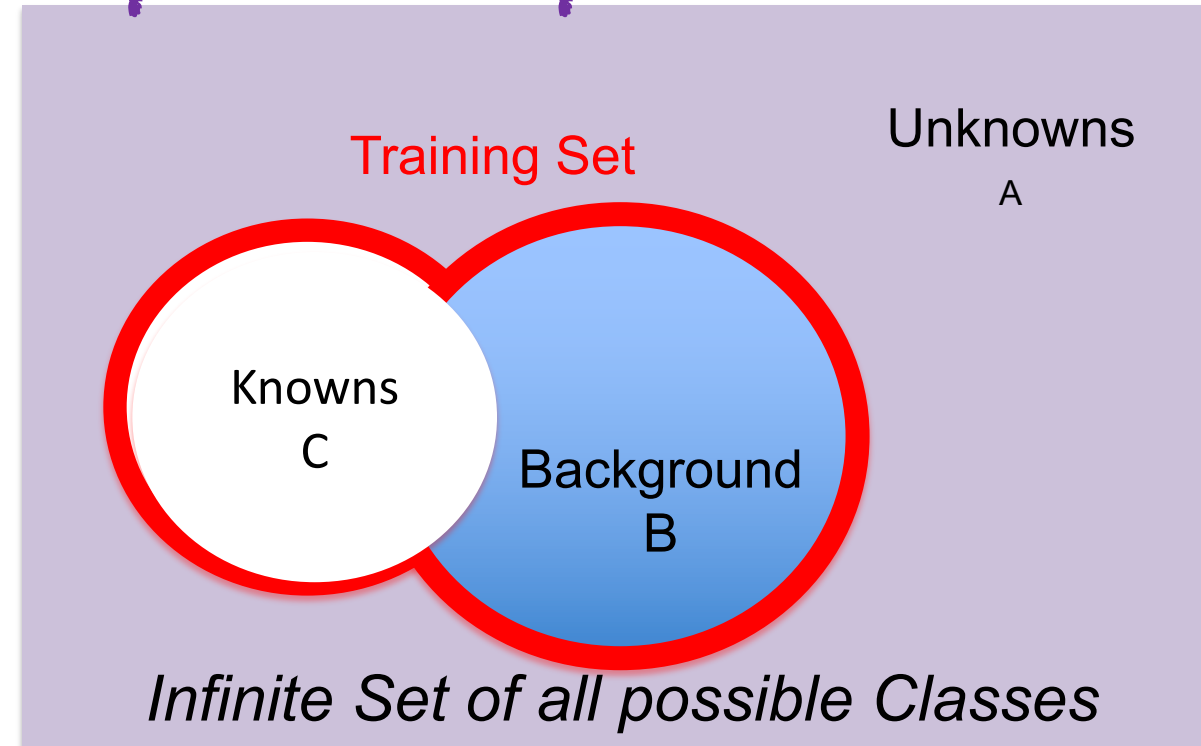 Unknowns
A
Training Set
Knowns
C
Background
B
Infinite Set of all possible Classes